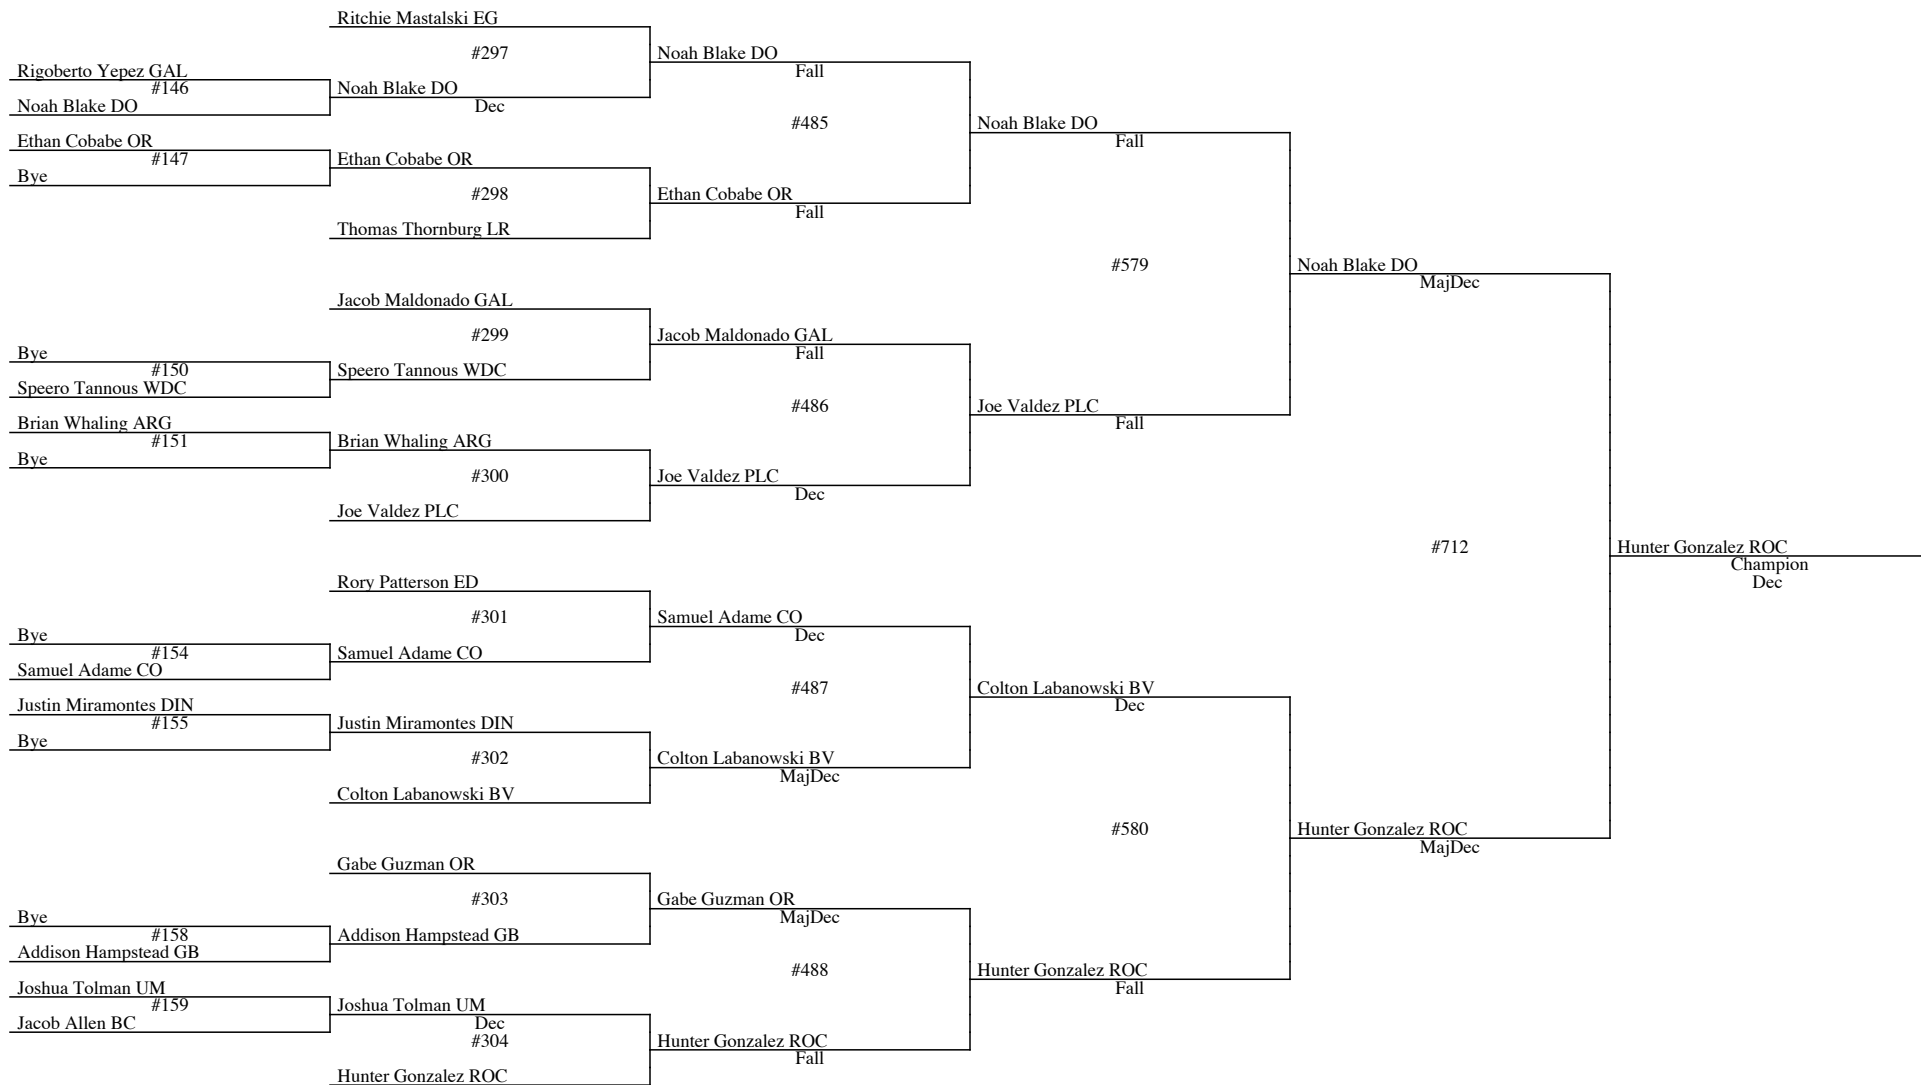 Ritchie Mastalski EG
#297
Noah Blake DO
Fall
Rigoberto Yepez GAL
#146
Noah Blake DO
Noah Blake DO
Dec
#485
Noah Blake DO
Fall
Ethan Cobabe OR
#147
Bye
Ethan Cobabe OR
#298
Ethan Cobabe OR
Fall
Thomas Thornburg LR
#579
Noah Blake DO
MajDec
Jacob Maldonado GAL
#299
Jacob Maldonado GAL
Fall
Bye
#150
Speero Tannous WDC
Speero Tannous WDC
#486
Joe Valdez PLC
Fall
Brian Whaling ARG
#151
Bye
Brian Whaling ARG
#300
Joe Valdez PLC
Dec
Joe Valdez PLC
#712
Hunter Gonzalez ROC
Champion
Dec
Rory Patterson ED
#301
Samuel Adame CO
Dec
Bye
#154
Samuel Adame CO
Samuel Adame CO
#487
Colton Labanowski BV
Dec
Justin Miramontes DIN
#155
Bye
Justin Miramontes DIN
#302
Colton Labanowski BV
MajDec
Colton Labanowski BV
#580
Hunter Gonzalez ROC
MajDec
Gabe Guzman OR
#303
Gabe Guzman OR
MajDec
Bye
#158
Addison Hampstead GB
Addison Hampstead GB
#488
Hunter Gonzalez ROC
Fall
Joshua Tolman UM
#159
Jacob Allen BC
Joshua Tolman UM
Dec
#304
Hunter Gonzalez ROC
Fall
Hunter Gonzalez ROC